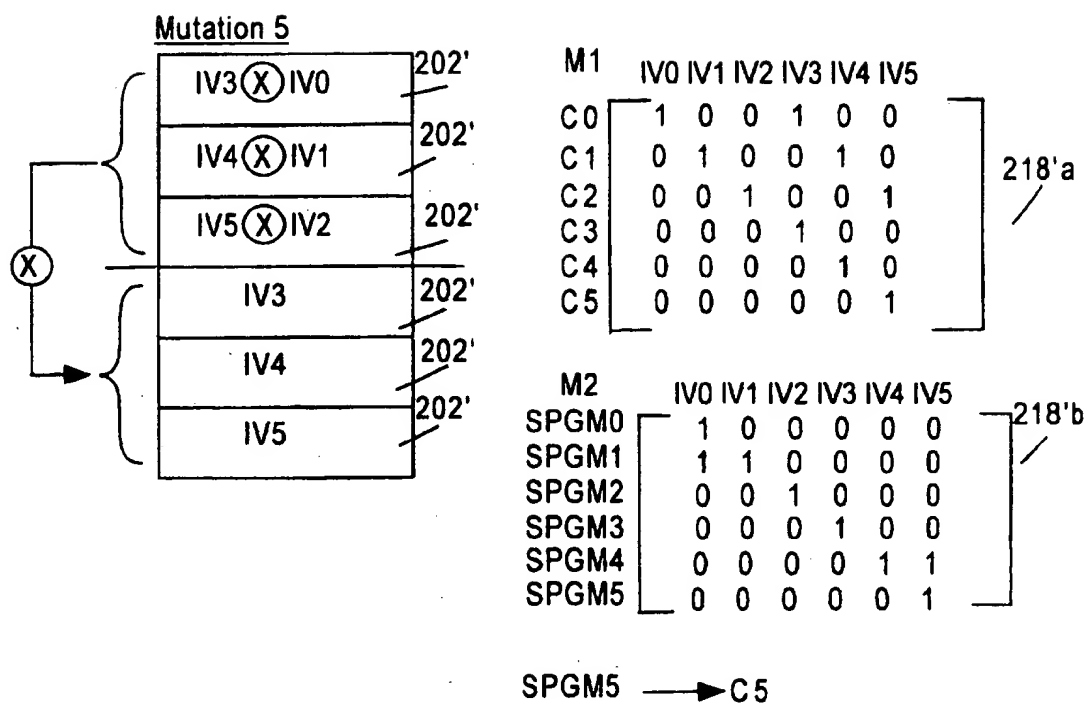 Mutation 5
IV3 X IV0 202'
IV4 X IV1 202'
IV5 X IV2 202'
X
IV3 202'
IV4 202'
IV5 202'
M1 IV0 IV1 IV2 IV3 IV4 IV5
C0 1 0 0 1 0 0
C1 0 1 0 0 1 0
C2 0 0 1 0 0 1
C3 0 0 0 1 0 0
C4 0 0 0 0 1 0
C5 0 0 0 0 0 1
218'a
M2 IV0 IV1 IV2 IV3 IV4 IV5
SPGM0 1 0 0 0 0 0
SPGM1 1 1 0 0 0 0
SPGM2 0 0 1 0 0 0
SPGM3 0 0 0 1 0 0
SPGM4 0 0 0 0 1 1
SPGM5 0 0 0 0 0 1
218'b
SPGM5 → C5